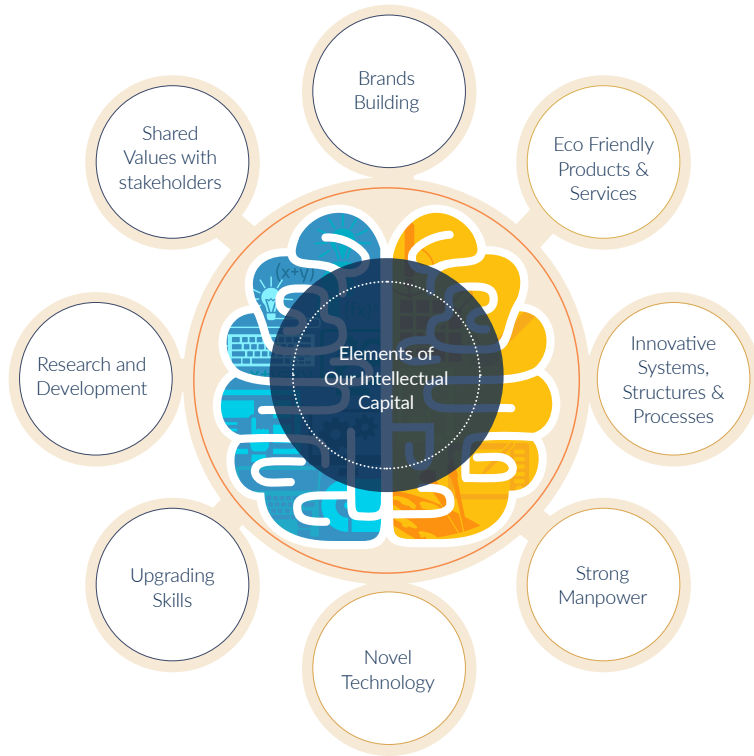 Brands
Building
Eco Friendly
Products &
Services
Innovative
Systems,
Structures &
Processes
Strong
Manpower
Novel
Technology
Upgrading
Skills
Research and
Development
Shared
Values with
stakeholders
Elements of
Our Intellectual
Capital
(x+y)